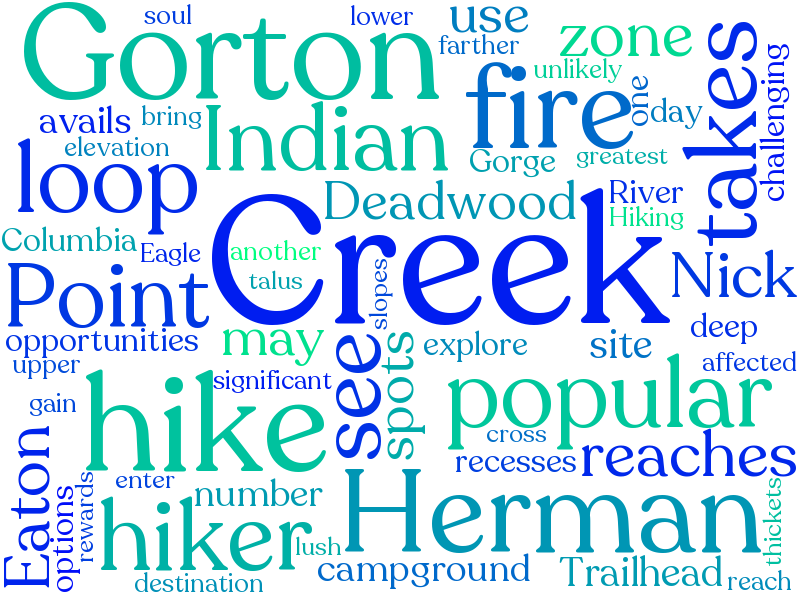 soul
lower
use
farther
zone
unlikely
Gorton
fire
one
day
takes
challenging
avails
bring
elevation
Indian
Gorge
greatest
loop
Deadwood
River
Hiking
Columbia
Eagle
another
talus
Creek
slopes
Nick
Point
opportunities
may
see
spots
explore
site
deep
affected
upper
significant
gain
hike
popular
cross
recesses
reaches
Eaton
options
rewards
enter
number
Herman
thickets
hiker
lush
campground
Trailhead
reach
destination